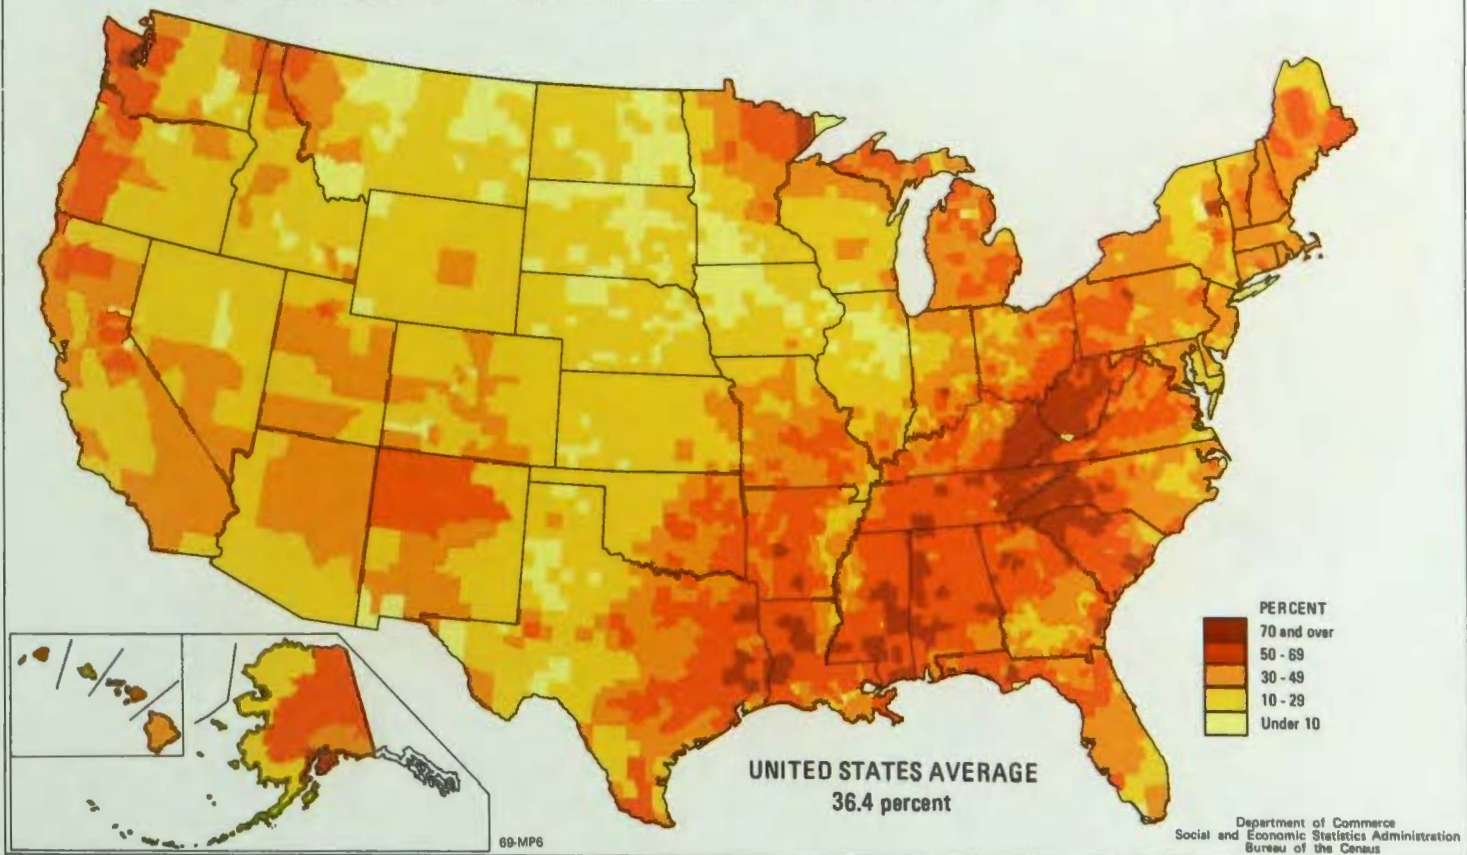 PERCENT
70 and over
50 - 69
30 - 49
10 - 29
Under 10
UNITED STATES AVERAGE
36.4 percent
69-MP6
Department of Commerce
Social and Economic Statistics Administration
Bureau of the Census